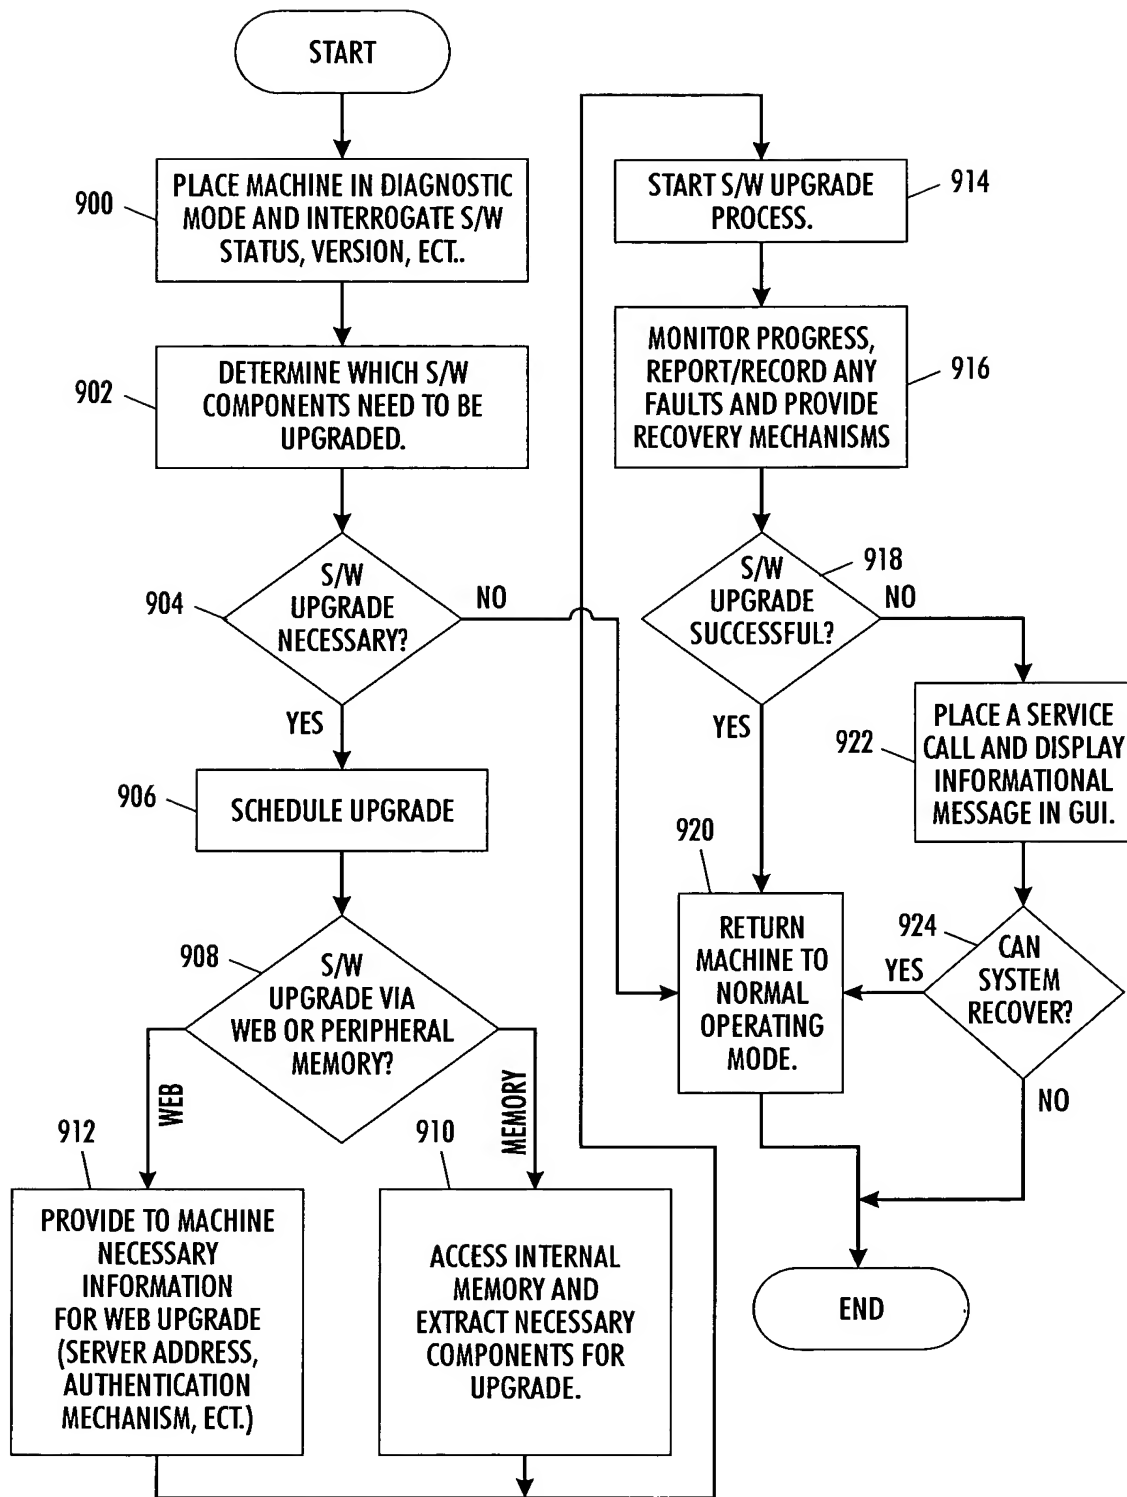 START
900
PLACE MACHINE IN DIAGNOSTIC
MODE AND INTERROGATE S/W
STATUS, VERSION, ECT..
902
DETERMINE WHICH S/W
COMPONENTS NEED TO BE
UPGRADED.
904
S/W
UPGRADE
NECESSARY?
NO
YES
906
SCHEDULE UPGRADE
908
S/W
UPGRADE VIA
WEB OR PERIPHERAL
MEMORY?
WEB
MEMORY
912
PROVIDE TO MACHINE
NECESSARY
INFORMATION
FOR WEB UPGRADE
(SERVER ADDRESS,
AUTHENTICATION
MECHANISM, ECT.)
910
ACCESS INTERNAL
MEMORY AND
EXTRACT NECESSARY
COMPONENTS FOR
UPGRADE.
START S/W UPGRADE
PROCESS.
914
MONITOR PROGRESS,
REPORT/RECORD ANY
FAULTS AND PROVIDE
RECOVERY MECHANISMS
916
S/W
UPGRADE
SUCCESSFUL?
918
NO
YES
922
PLACE A SERVICE
CALL AND DISPLAY
INFORMATIONAL
MESSAGE IN GUI.
920
RETURN
MACHINE TO
NORMAL
OPERATING
MODE.
924
CAN
SYSTEM
RECOVER?
YES
NO
END